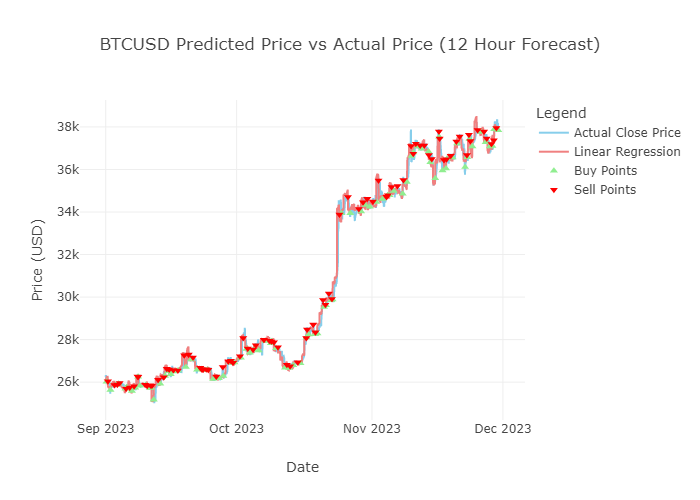 BTCUSD Predicted Price vs Actual Price (12 Hour Forecast)
Legend
Actual Close Price
Linear Regression
Buy Points
Sell Points
38k
36k
34k
32k
30k
28k
26k
Price (USD)
Sep 2023 Oct 2023 Nov 2023 Dec 2023
Date